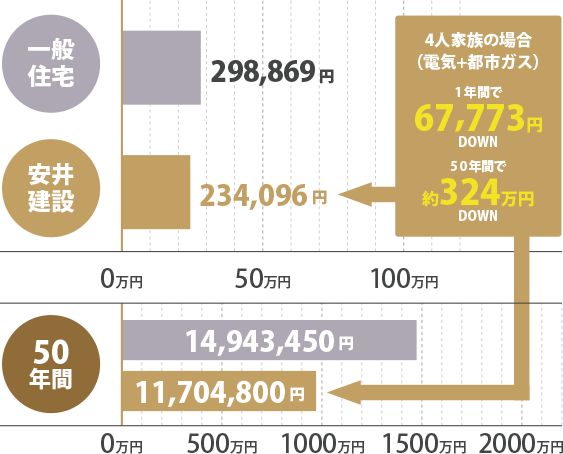 一般
住宅
298,869円
4人家族の場合
（電気+都市ガス）
1年間で
67,773円
DOWN
50年間で
約324万円
DOWN
安井
建設
234,096円
0万円
50万円
100万円
50
年間
14,943,450円
11,704,800円
0万円
500万円
1000万円
1500万円
2000万円